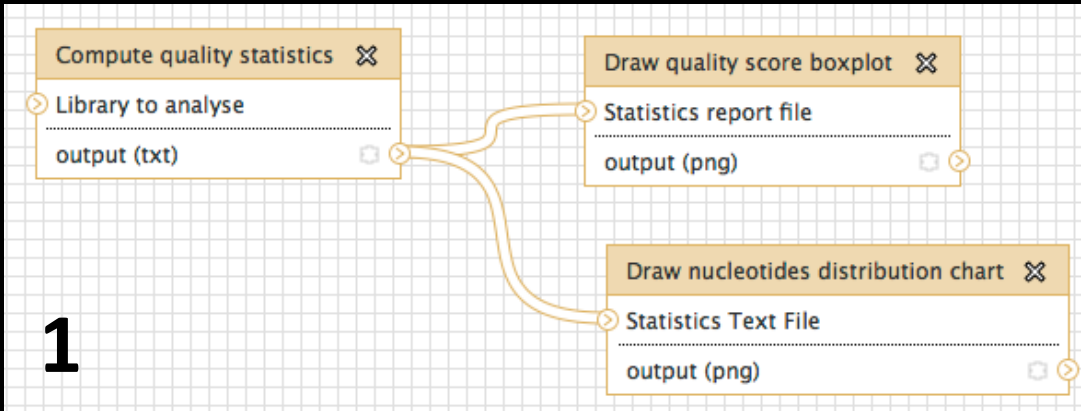 Compute quality statistics
Library to analyse
output (txt)
Draw quality score boxplot
Statistics report file
output (png)
Draw nucleotides distribution chart
Statistics Text File
output (png)
1